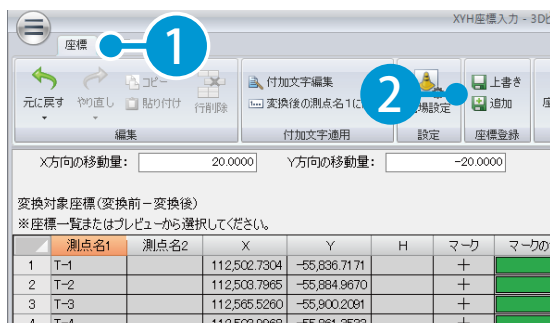 XYH座標入力 - 3D
座標
1
元に戻す
やり直し
コピー
貼り付け
行削除
編集
付加文字編集
変換後の測点名1に
付加文字適用
2
場設定
設定
上書き
追加
座標登録
X方向の移動量: 20.0000 Y方向の移動量: -20.0000
変換対象座標(変換前-変換後)
※座標一覧またはプレビューから選択してください。
測点名1 測点名2 X Y H マーク マークの
1 T-1 112,502.7304 -55,836.7171 +
2 T-2 112,503.7965 -55,884.9670 +
3 T-3 112,565.5260 -55,900.2091 +